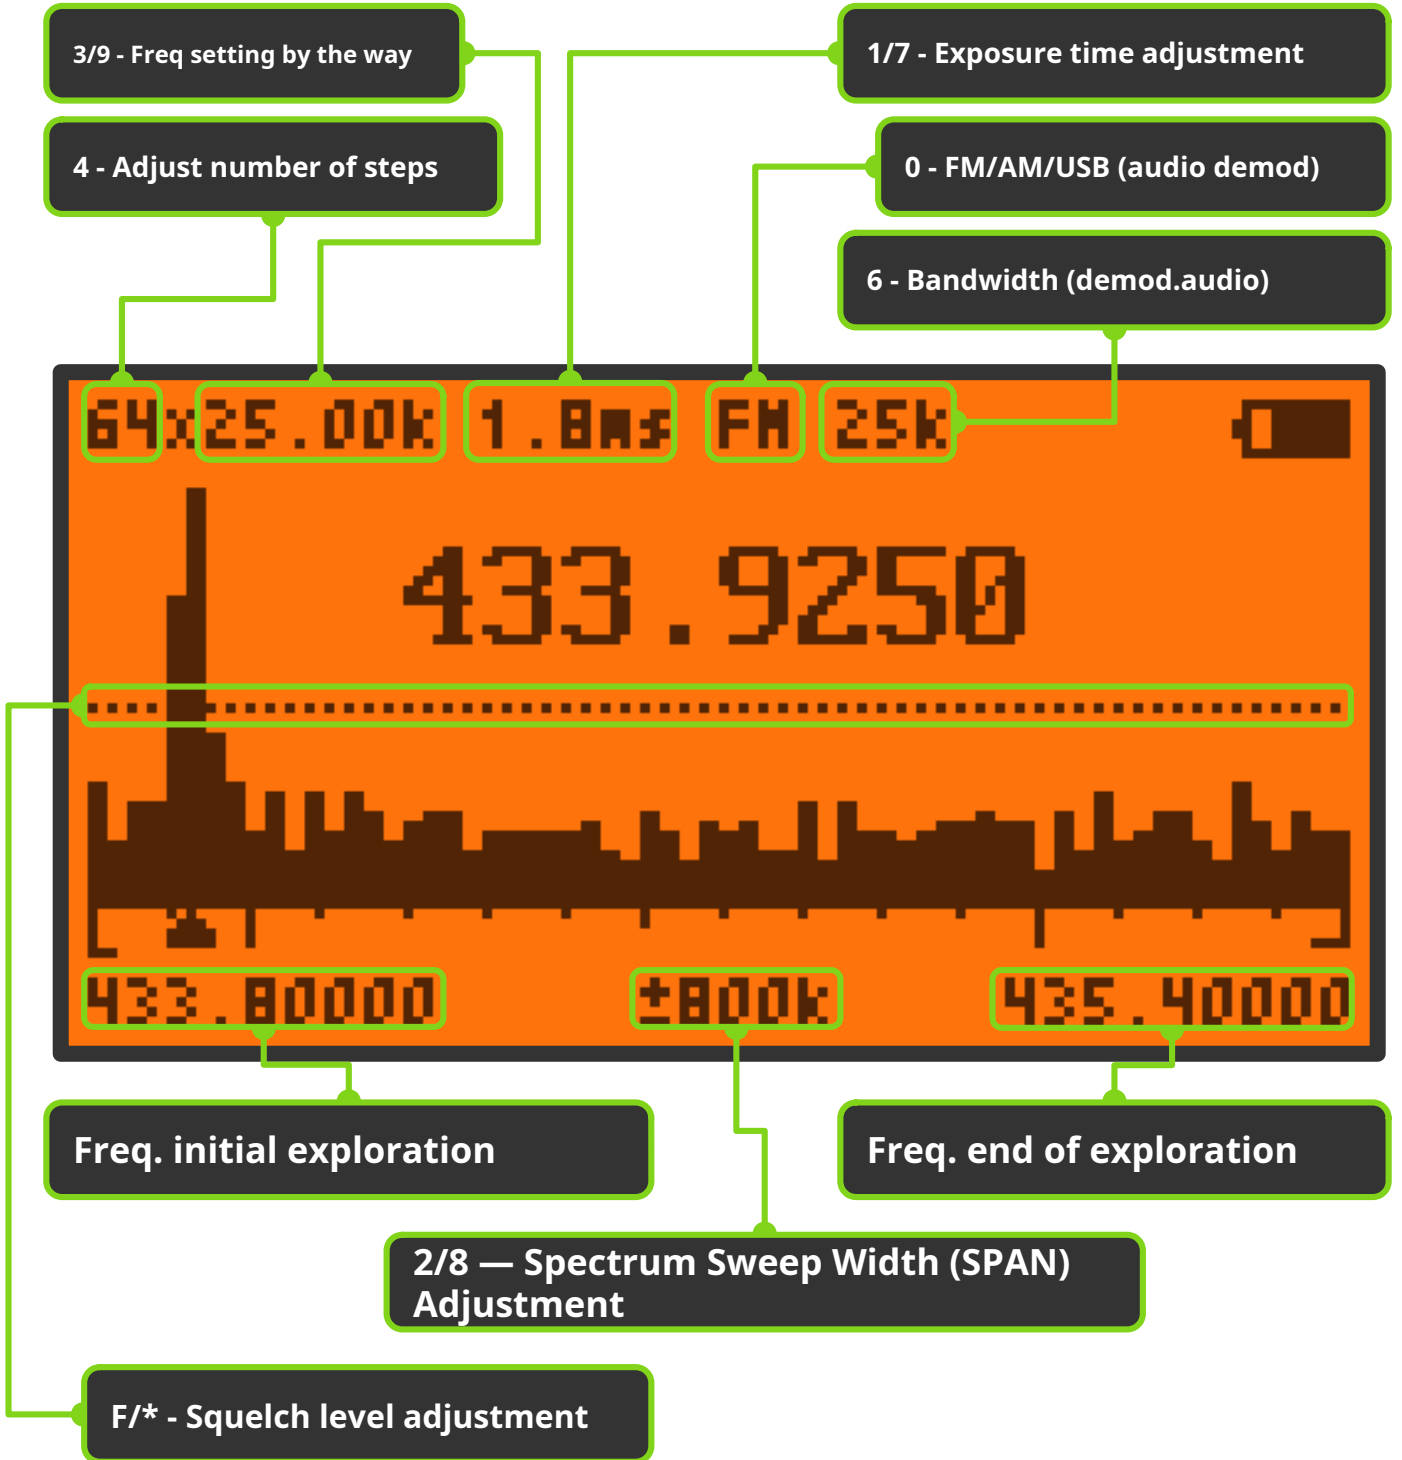 3/9 - Freq setting by the way
1/7 - Exposure time adjustment
4 - Adjust number of steps
0 - FM/AM/USB (audio demod)
6 - Bandwidth (demod.audio)
64x25.00k 1.8ms FM 25k
433.9250
433.80000 ±800k 435.40000
Freq. initial exploration
Freq. end of exploration
2/8 — Spectrum Sweep Width (SPAN)
Adjustment
F/* - Squelch level adjustment